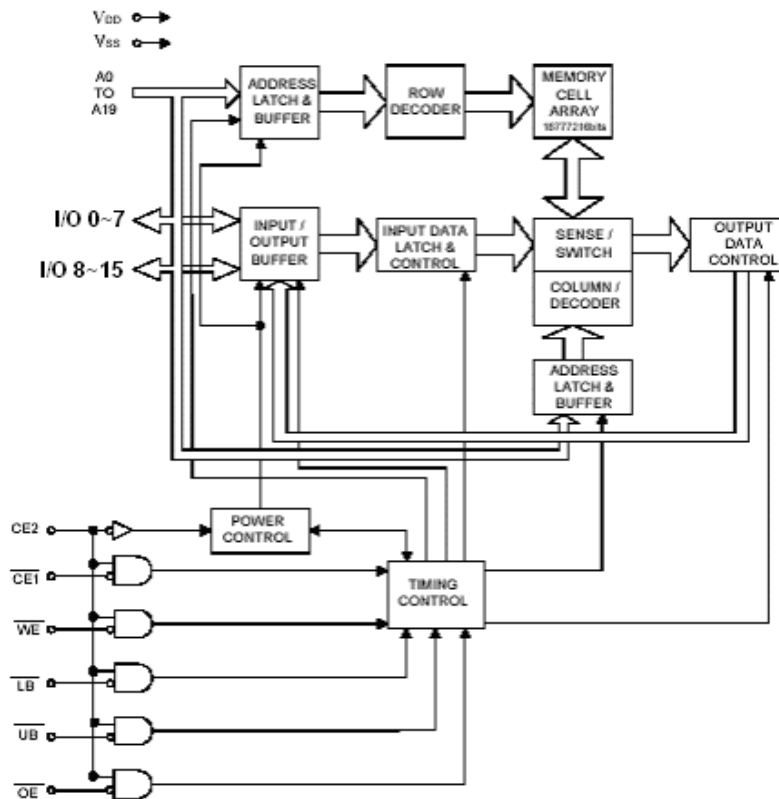 VDD
VSS
A0
TO
A19
ADDRESS
LATCH &
BUFFER
ROW
DECODER
MEMORY
CELL
ARRAY
16777216bits
I/O 0~7
I/O 8~15
INPUT /
OUTPUT
BUFFER
INPUT DATA
LATCH &
CONTROL
SENSE /
SWITCH
COLUMN /
DECODER
OUTPUT
DATA
CONTROL
ADDRESS
LATCH &
BUFFER
CE2
POWER
CONTROL
CE1
TIMING
CONTROL
WE
LB
UB
OE